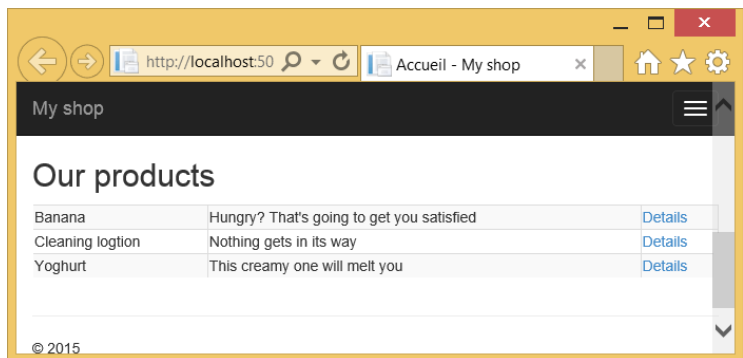 http://localhost:50
Accueil - My shop
My shop
Our products
Banana Hungry? That's going to get you satisfied Details
Cleaning logtion Nothing gets in its way Details
Yoghurt This creamy one will melt you Details
© 2015